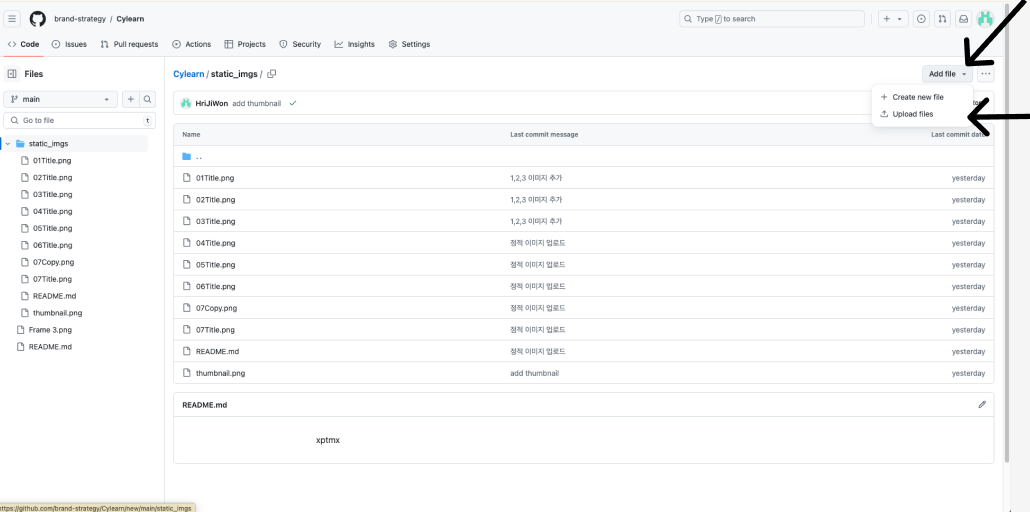 brand-strategy / Cylearn
Type / to search
Code
Issues
Pull requests
Actions
Projects
Security
Insights
Settings
Files
Cylearn / static_imgs /
Add file
main
Create new file
Upload files
HriJiWon add thumbnail
Go to file
t
Name
Last commit message
Last commit date
static_imgs
..
01Title.png
02Title.png
03Title.png
04Title.png
05Title.png
06Title.png
07Copy.png
07Title.png
README.md
thumbnail.png
Frame 3.png
README.md
01Title.png 1,2,3 이미지 추가 yesterday
02Title.png 1,2,3 이미지 추가 yesterday
03Title.png 1,2,3 이미지 추가 yesterday
04Title.png 정적 이미지 업로드 yesterday
05Title.png 정적 이미지 업로드 yesterday
06Title.png 정적 이미지 업로드 yesterday
07Copy.png 정적 이미지 업로드 yesterday
07Title.png 정적 이미지 업로드 yesterday
README.md 정적 이미지 업로드 yesterday
thumbnail.png add thumbnail yesterday
README.md
xptmx
https://github.com/brand-strategy/Cylearn/new/main/static_imgs